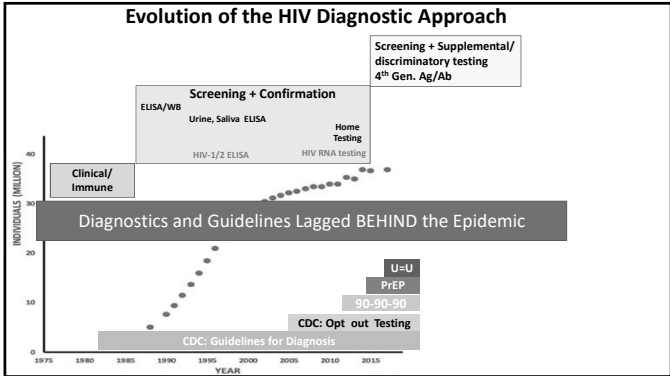 Evolution of the HIV Diagnostic Approach
Screening + Supplemental/
discriminatory testing
4th Gen. Ag/Ab
Screening + Confirmation
ELISA/WB
Urine, Saliva ELISA
Home
Testing
HIV-1/2 ELISA
HIV RNA testing
Clinical/
Immune
40
30
Diagnostics and Guidelines Lagged BEHIND the Epidemic
20
U=U
PrEP
10
90-90-90
CDC: Opt out Testing
CDC: Guidelines for Diagnosis
0
INDIVIDUALS (MILLION)
1975
1980
1985
1990
1995
2000
2005
2010
2015
YEAR